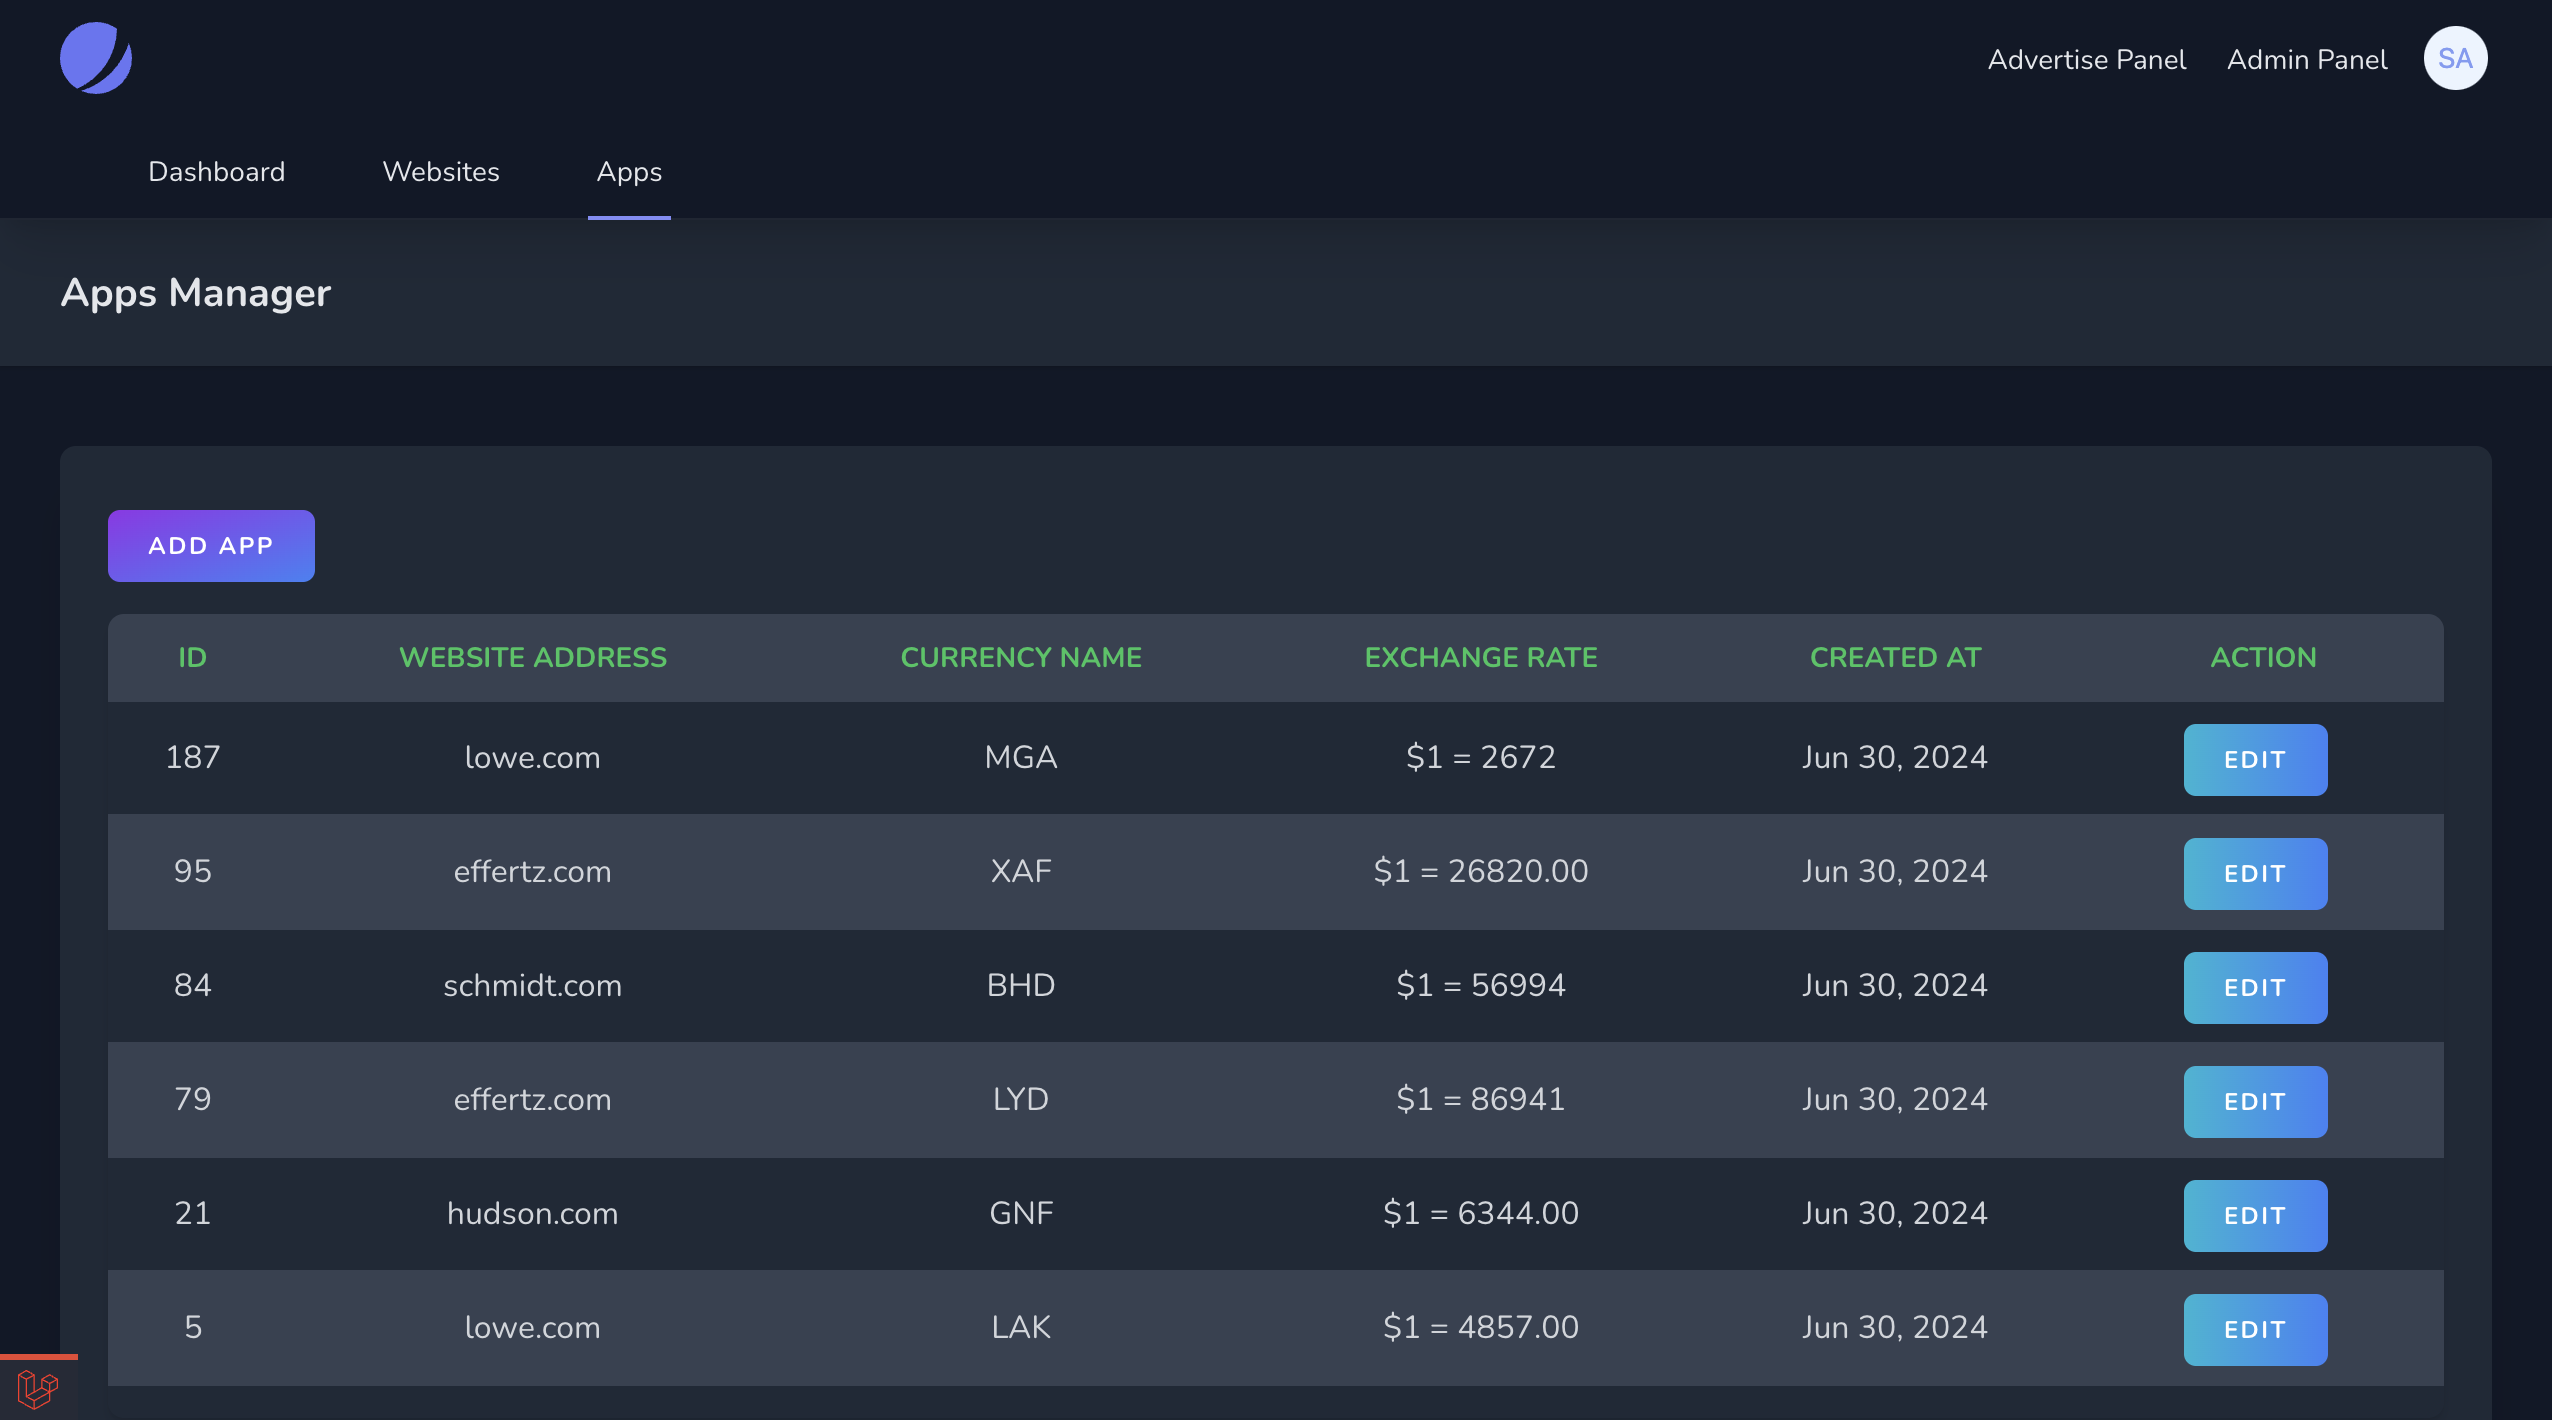 Advertise Panel Admin Panel SA
Dashboard Websites Apps
Apps Manager
ADD APP
ID WEBSITE ADDRESS CURRENCY NAME EXCHANGE RATE CREATED AT ACTION
187 lowe.com MGA $1 = 2672 Jun 30, 2024 EDIT
95 effertz.com XAF $1 = 26820.00 Jun 30, 2024 EDIT
84 schmidt.com BHD $1 = 56994 Jun 30, 2024 EDIT
79 effertz.com LYD $1 = 86941 Jun 30, 2024 EDIT
21 hudson.com GNF $1 = 6344.00 Jun 30, 2024 EDIT
5 lowe.com LAK $1 = 4857.00 Jun 30, 2024 EDIT